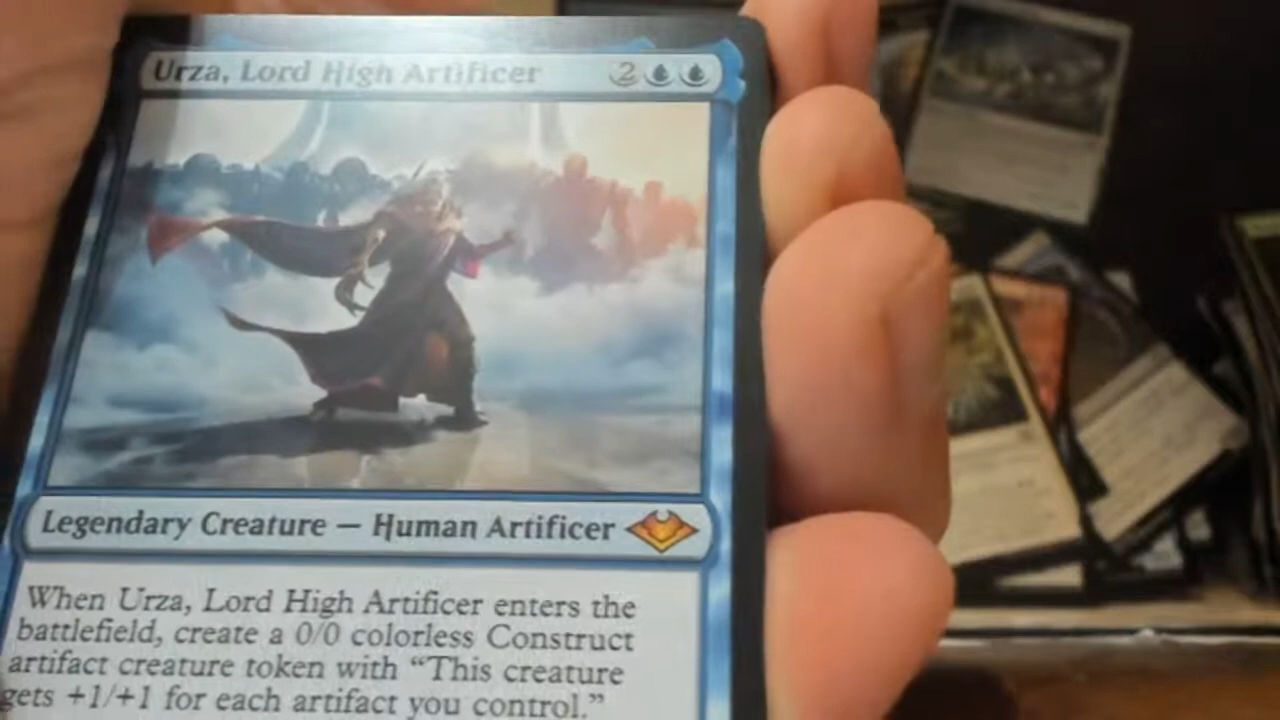 Urza, Lord High Artificer 2
Legendary Creature — Human Artificer
When Urza, Lord High Artificer enters the
battlefield, create a 0/0 colorless Construct
artifact creature token with “This creature
gets +1/+1 for each artifact you control.”